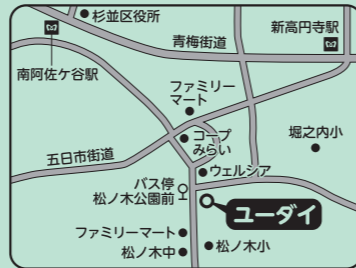 杉並区役所
新高円寺駅
青梅街道
南阿佐ケ谷駅
ファミリー
マート
コープ
みらい
堀之内小
五日市街道
ウェルシア
バス停
松ノ木公園前
ユーダイ
ファミリーマート
松ノ木中
松ノ木小